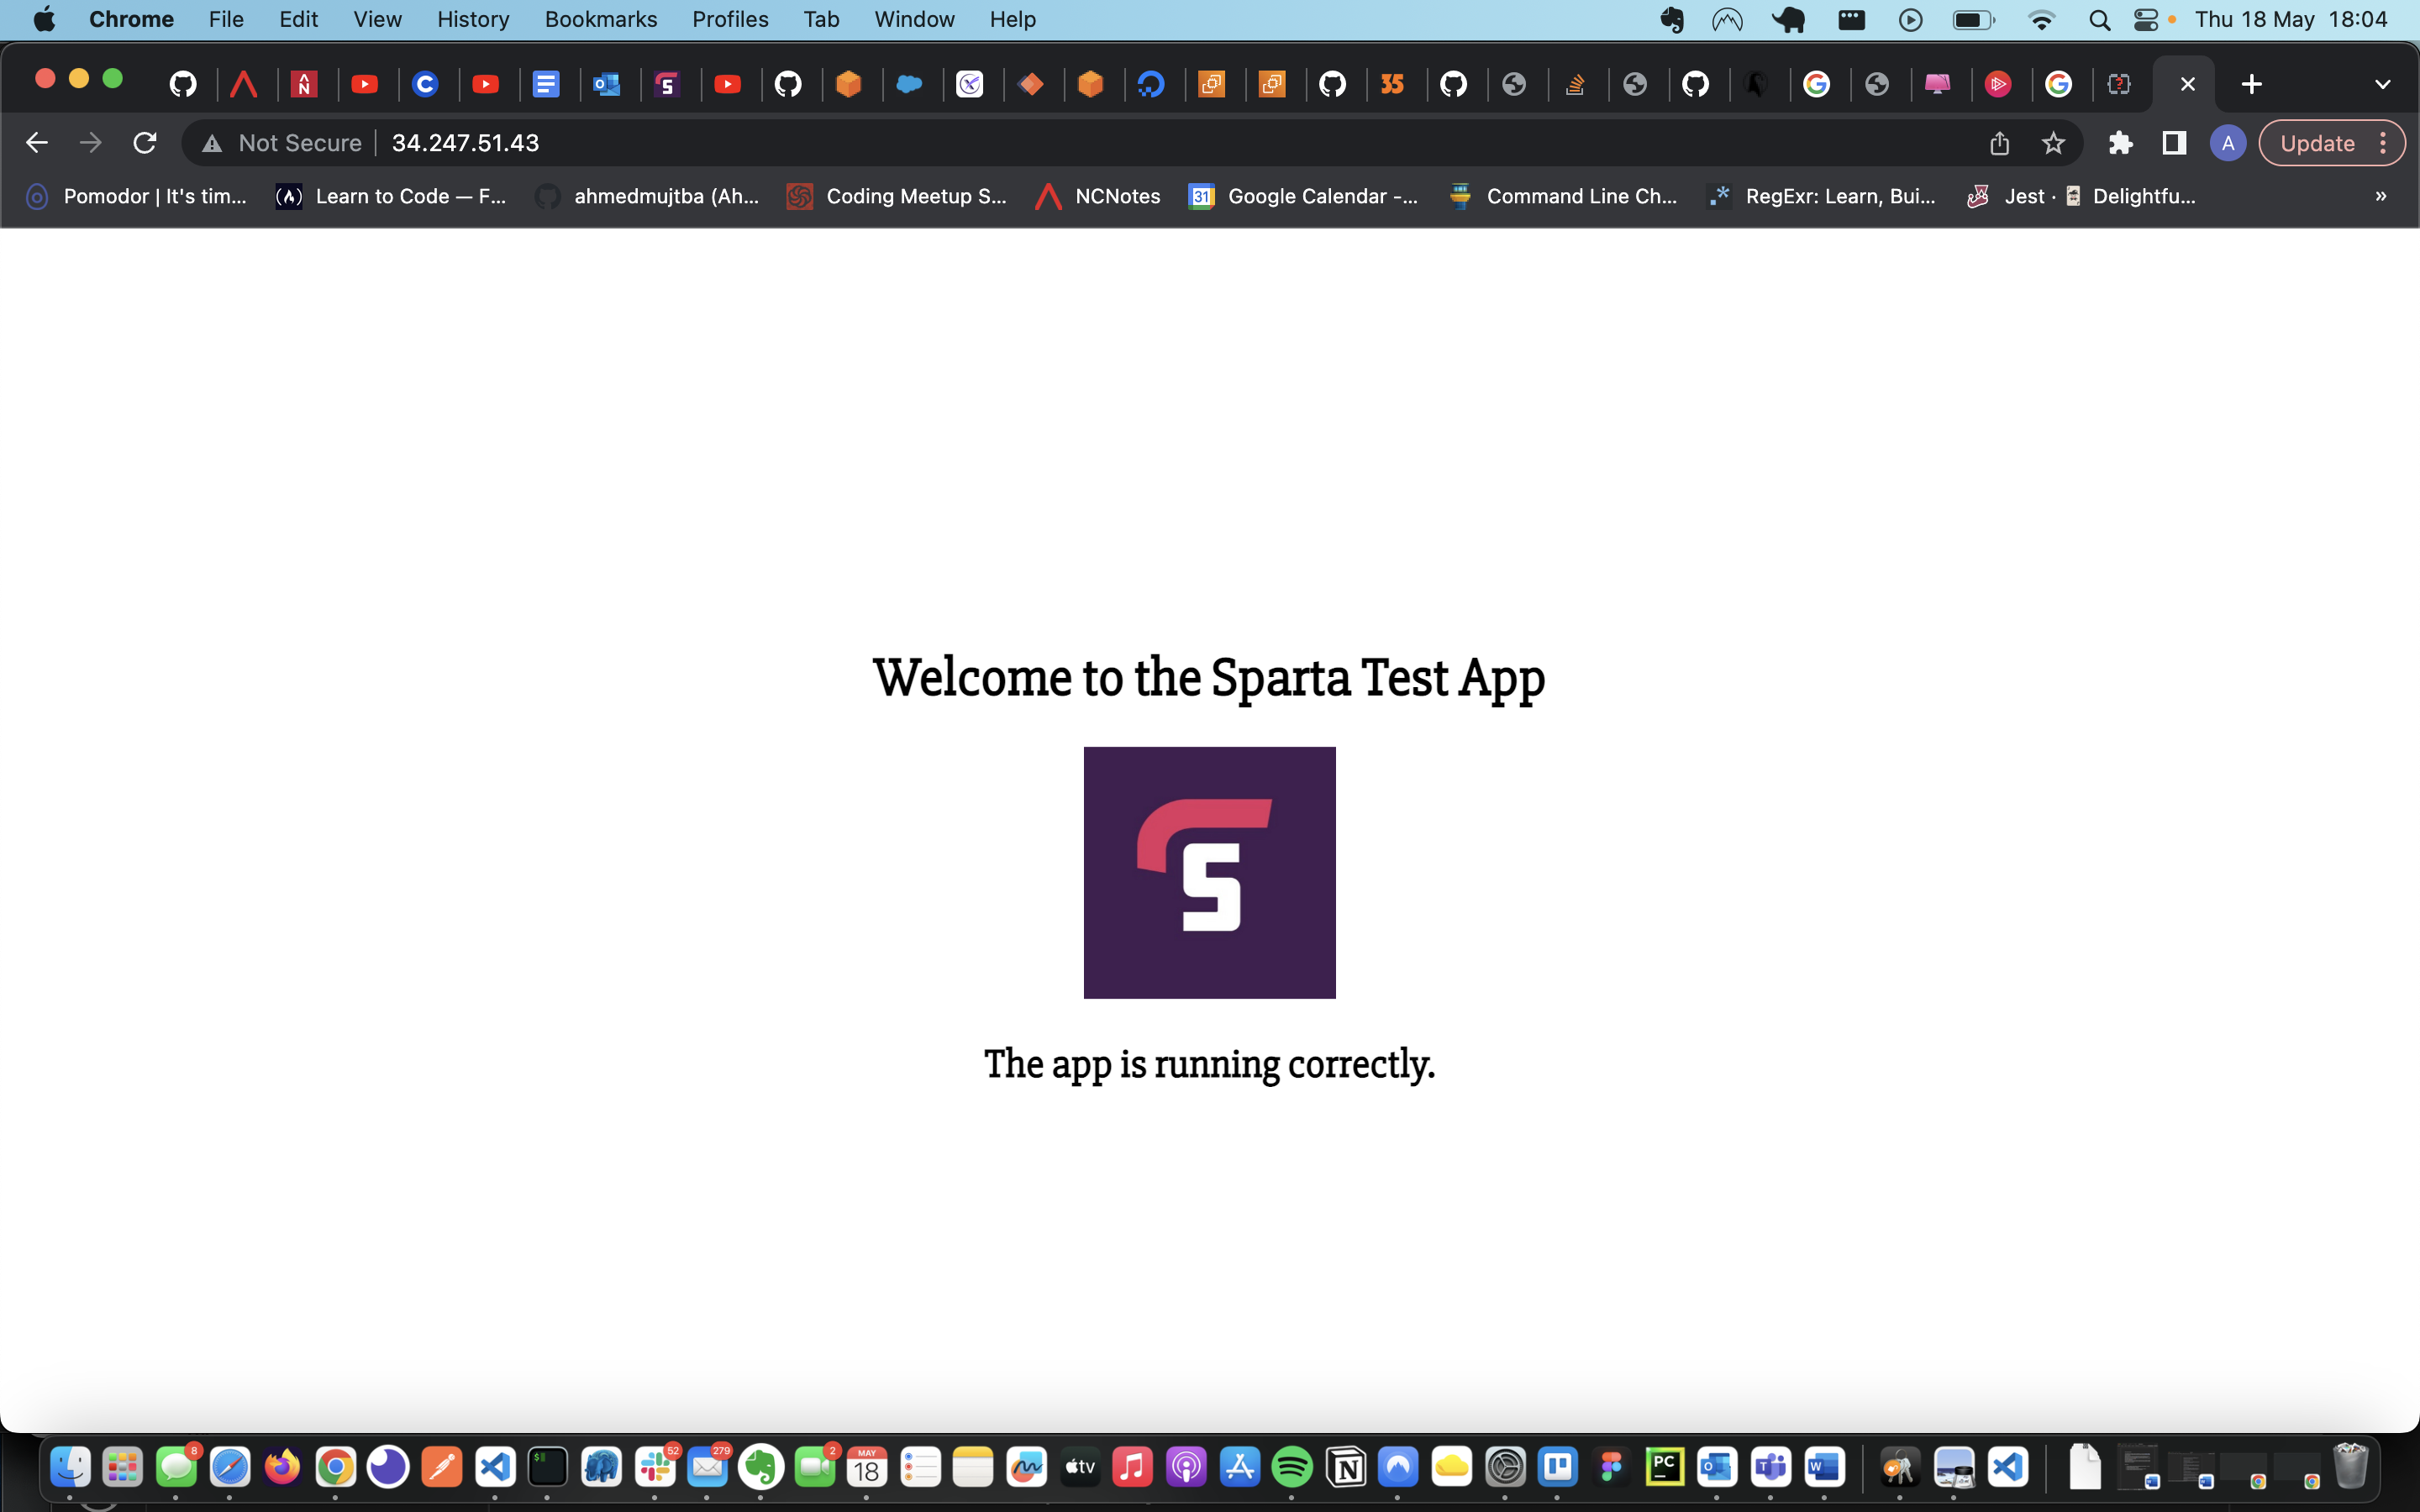 Chrome File Edit View History Bookmarks Profiles Tab Window Help Thu 18 May 18:04
Not Secure 34.247.51.43 A Update
Pomodor | It's tim... Learn to Code — F... ahmedmujtba (Ah... Coding Meetup S... NCNotes 31 Google Calendar -... Command Line Ch... RegExr: Learn, Bui... Jest · Delightfu... »
Welcome to the Sparta Test App
S
The app is running correctly.
8 52 279 2 MAY 18 tv PC